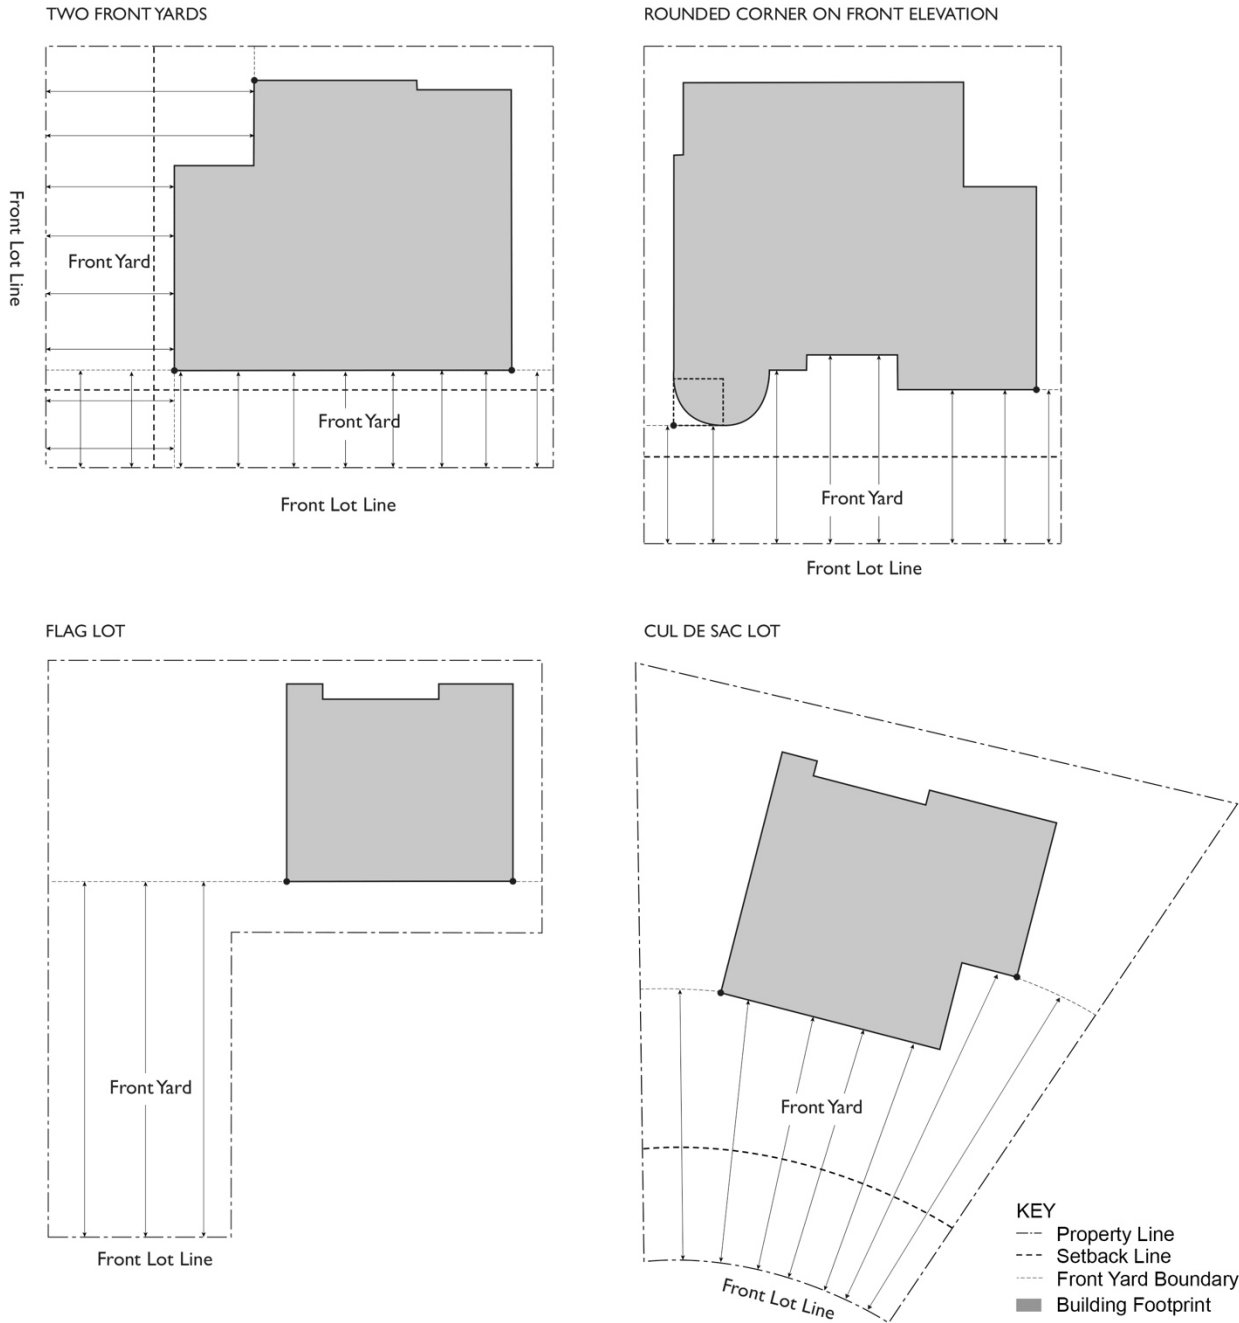 TWO FRONT YARDS
ROUNDED CORNER ON FRONT ELEVATION
Front Lot Line
Front Yard
Front Yard
Front Lot Line
Front Yard
Front Lot Line
FLAG LOT
CUL DE SAC LOT
Front Yard
Front Lot Line
Front Yard
Front Lot Line
KEY
Property Line
Setback Line
Front Yard Boundary
Building Footprint